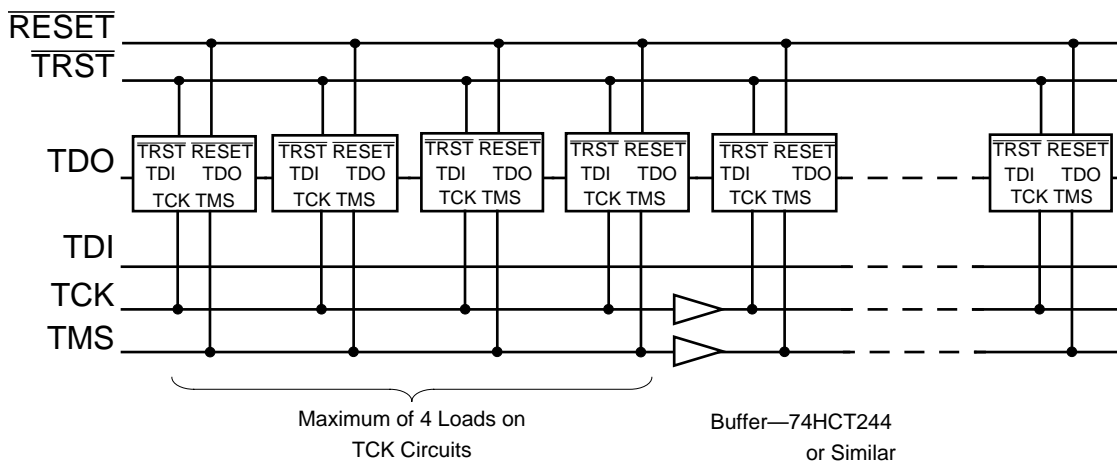 RESET
TRST
TRST RESET TRST RESET TRST RESET TRST RESET TRST RESET TRST RESET
TDO
TDI TDO TDI TDO TDI TDO TDI TDO TDI TDO TDI TDO
TCK TMS TCK TMS TCK TMS TCK TMS TCK TMS TCK TMS
TDI
TCK
TMS
Maximum of 4 Loads on
TCK Circuits
Buffer—74HCT244
or Similar